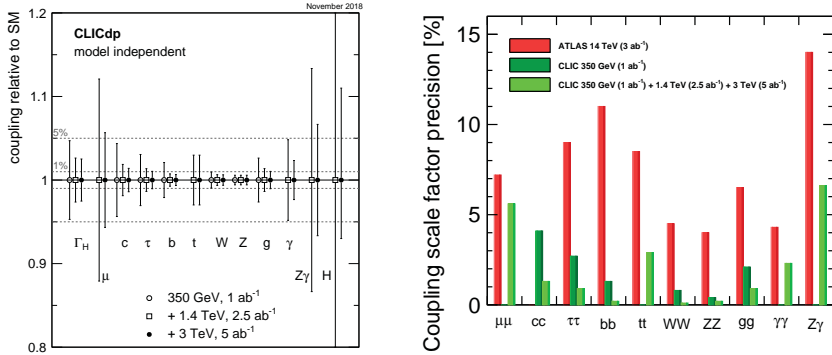 November 2018
CLICdp
model independent
coupling relative to SM
1.2
1.1
1
0.9
0.8
5%
1%
Γ_H
μ
c
τ
b
t
W
Z
g
γ
Zγ
H
350 GeV, 1 ab⁻¹
+ 1.4 TeV, 2.5 ab⁻¹
+ 3 TeV, 5 ab⁻¹
Coupling scale factor precision [%]
15
10
5
0
ATLAS 14 TeV (3 ab⁻¹)
CLIC 350 GeV (1 ab⁻¹)
CLIC 350 GeV (1 ab⁻¹) + 1.4 TeV (2.5 ab⁻¹) + 3 TeV (5 ab⁻¹)
μμ cc ττ bb tt WW ZZ gg γγ Zγ